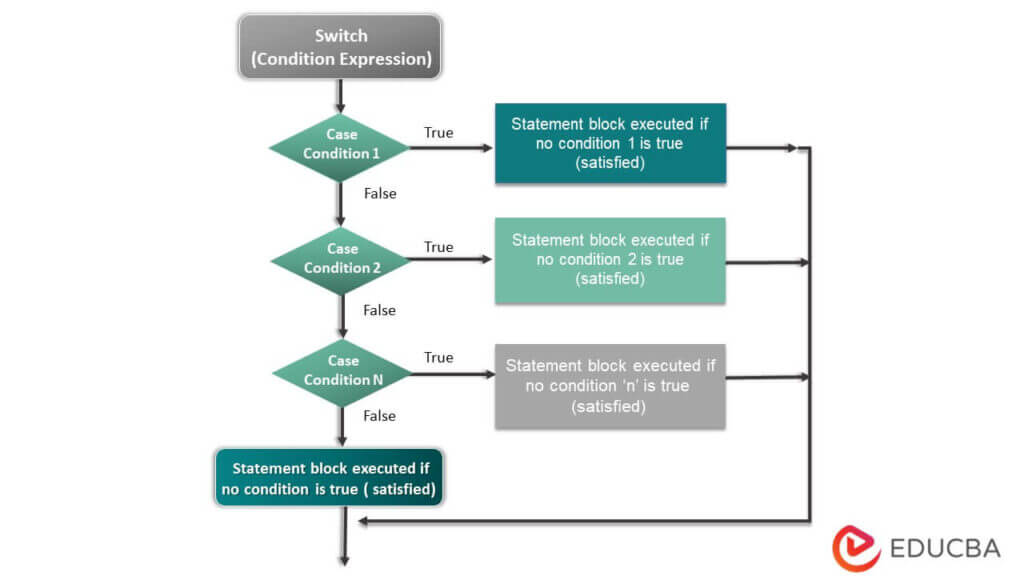 Switch
(Condition Expression)
Case
Condition 1
True
Statement block executed if
no condition 1 is true
(satisfied)
False
Case
Condition 2
True
Statement block executed if
no condition 2 is true
(satisfied)
False
Case
Condition N
True
Statement block executed if
no condition ‘n’ is true
(satisfied)
False
Statement block executed if
no condition is true ( satisfied)
EDUCBA